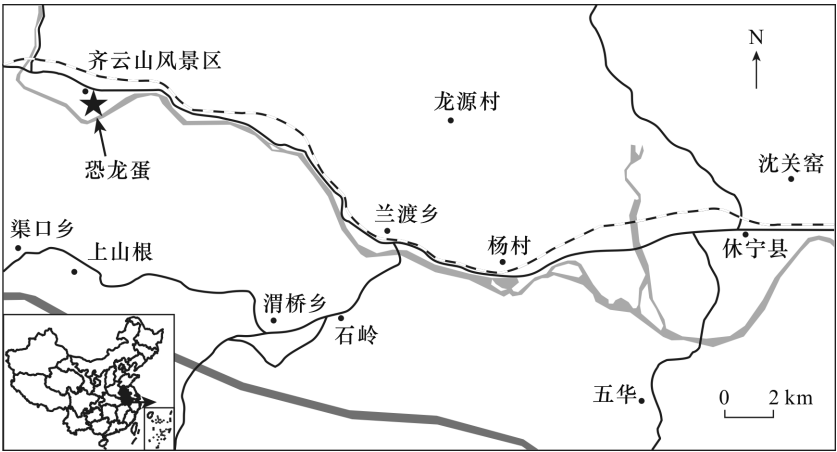 齐云山风景区
N
龙源村
沈关窑
恐龙蛋
兰渡乡
渠口乡
杨村
休宁县
上山根
渭桥乡
石岭
五华
0 2 km